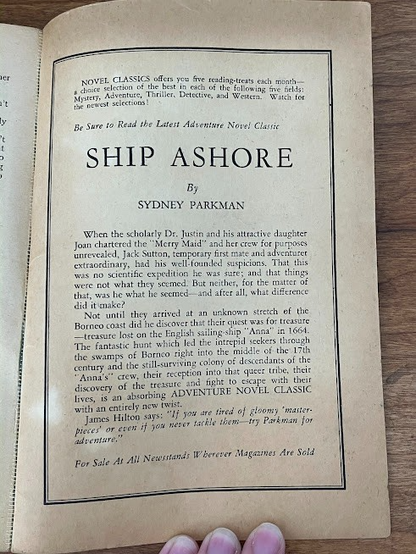 NOVEL CLASSICS offers you five reading-treats each month—
a choice selection of the best in each of the following five fields:
Mystery, Adventure, Thriller, Detective, and Western. Watch for
the newest selections!
Be Sure to Read the Latest Adventure Novel Classic
SHIP ASHORE
By
SYDNEY PARKMAN
When the scholarly Dr. Justin and his attractive daughter
Joan chartered the "Merry Maid" and her crew for purposes
unrevealed, Jack Sutton, temporary first mate and adventurer
extraordinary, had his well-founded suspicions. That this
was no scientific expedition he was sure; and that things
were not what they seemed. But neither, for the matter of
that, was he what he seemed—and after all, what difference
did it make?
Not until they arrived at an unknown stretch of the
Borneo coast did he discover that their quest was for treasure
—treasure lost on the English sailing-ship "Anna" in 1664.
The fantastic hunt which led the intrepid seekers through
the swamps of Borneo right into the middle of the 17th
century and the still-surviving colony of descendants of the
"Anna's" crew, their reception into that queer tribe, their
discovery of the treasure and fight to escape with their
lives, is an absorbing ADVENTURE NOVEL CLASSIC
with an entirely new twist.
James Hilton says: "If you are tired of gloomy 'master-
pieces' or even if you never tackle them—try Parkman for
adventure."
For Sale At All Newsstands Wherever Magazines Are Sold